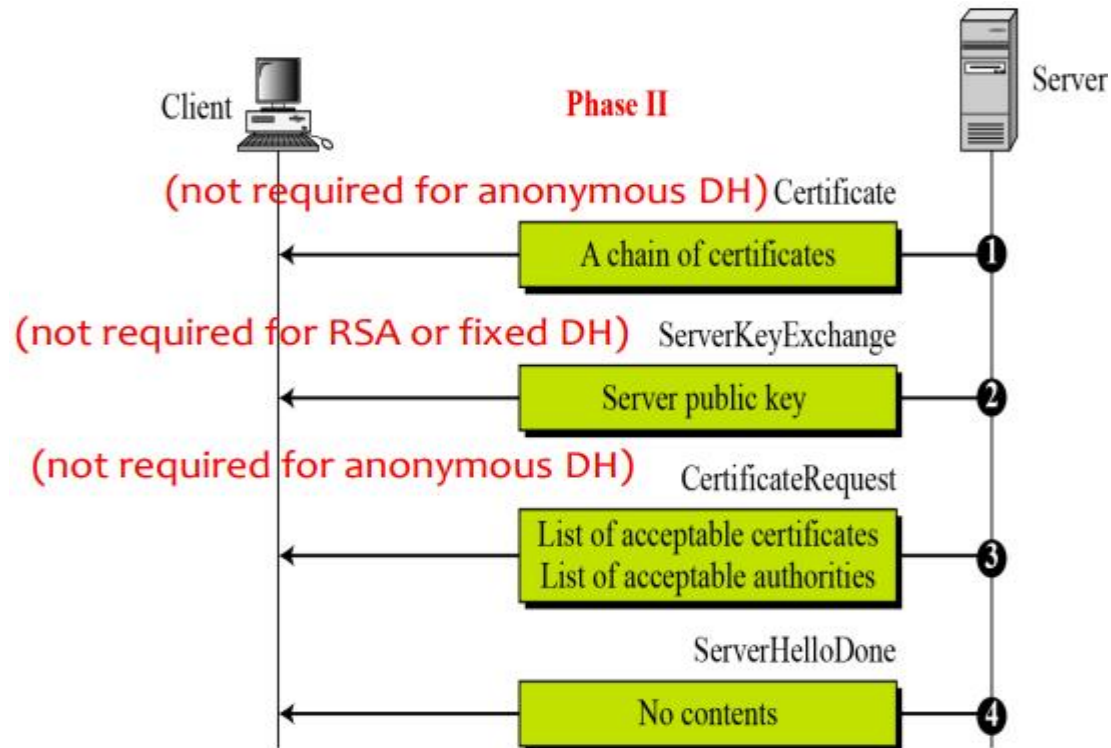 Client
Phase II
Server
(not required for anonymous DH) Certificate
A chain of certificates
1
(not required for RSA or fixed DH) ServerKeyExchange
Server public key
2
(not required for anonymous DH)
CertificateRequest
List of acceptable certificates
List of acceptable authorities
3
ServerHelloDone
No contents
4